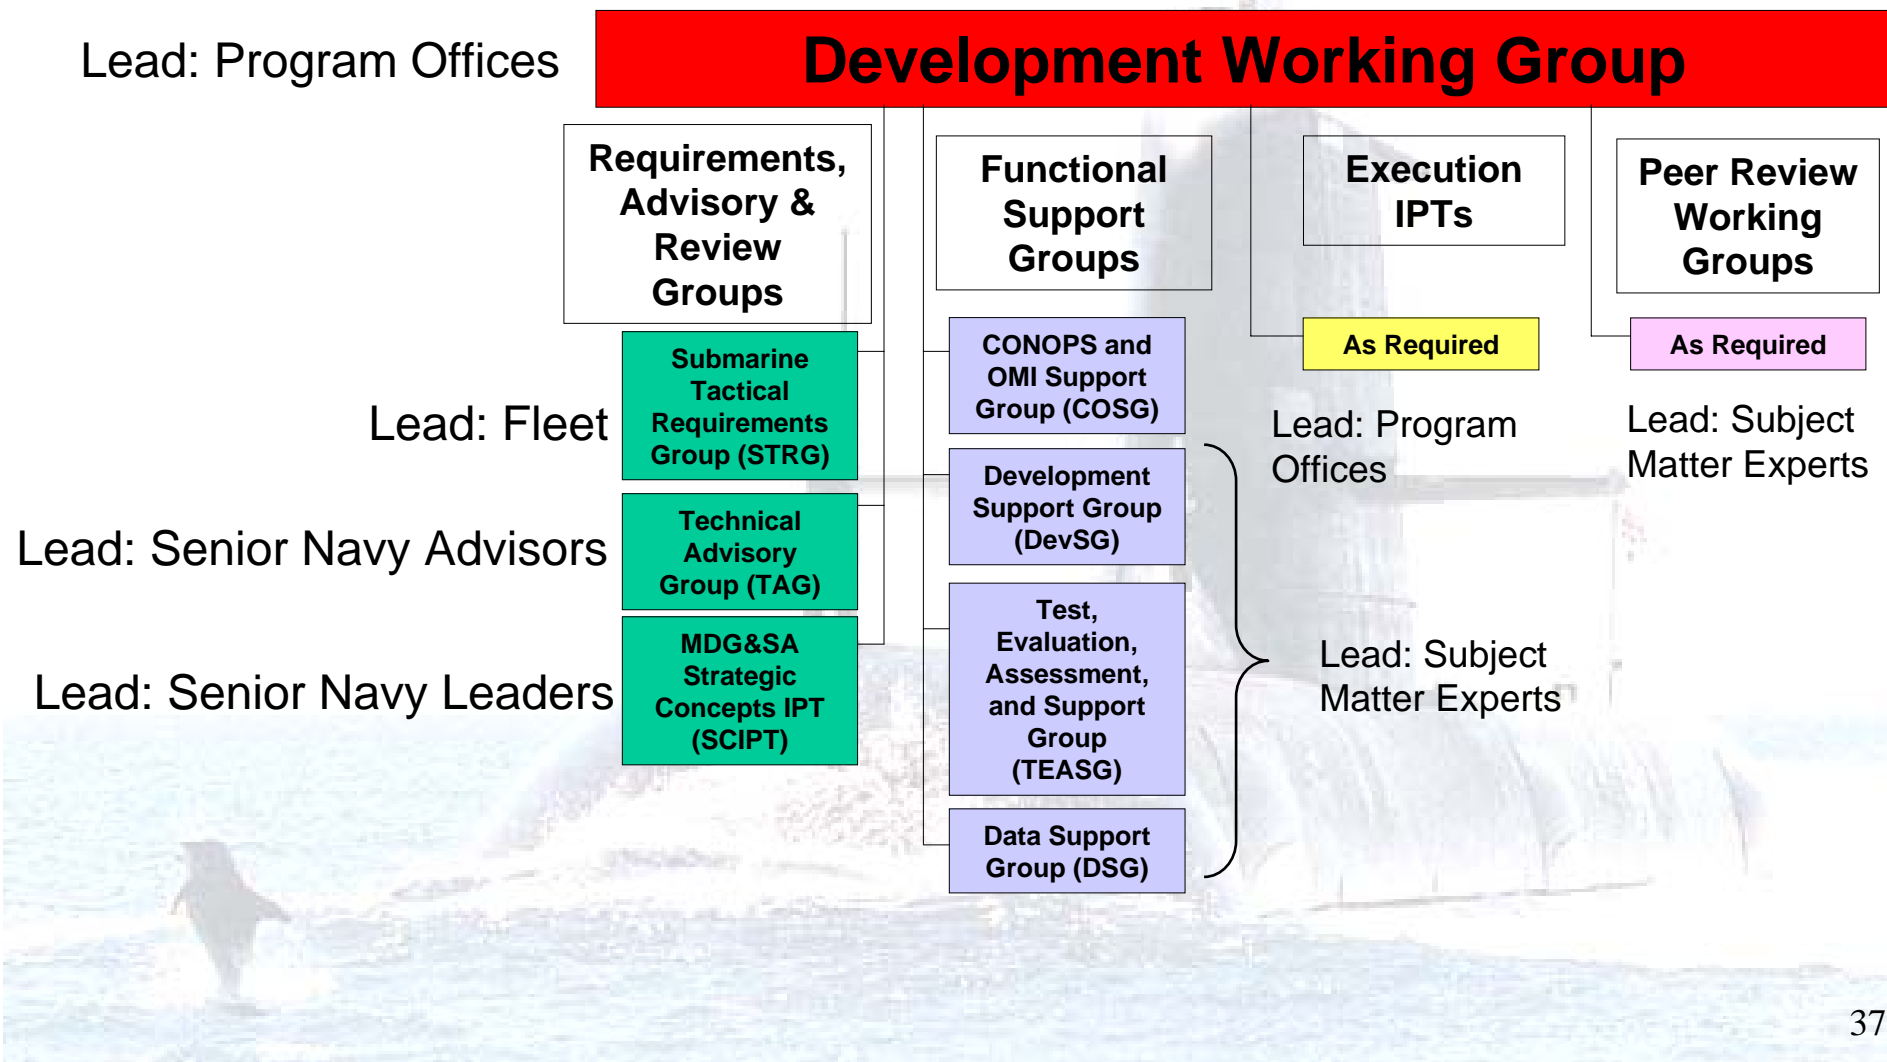 Lead: Program Offices
Development Working Group
Requirements,
Advisory &
Review
Groups
Functional
Support
Groups
Execution
IPTs
Peer Review
Working
Groups
Lead: Fleet
Submarine
Tactical
Requirements
Group (STRG)
Lead: Senior Navy Advisors
Technical
Advisory
Group (TAG)
Lead: Senior Navy Leaders
MDG&SA
Strategic
Concepts IPT
(SCIPT)
CONOPS and
OMI Support
Group (COSG)
Development
Support Group
(DevSG)
Test,
Evaluation,
Assessment,
and Support
Group
(TEASG)
Data Support
Group (DSG)
Lead: Subject
Matter Experts
As Required
Lead: Program
Offices
As Required
Lead: Subject
Matter Experts
37